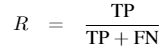 R = TP / (TP + FN)